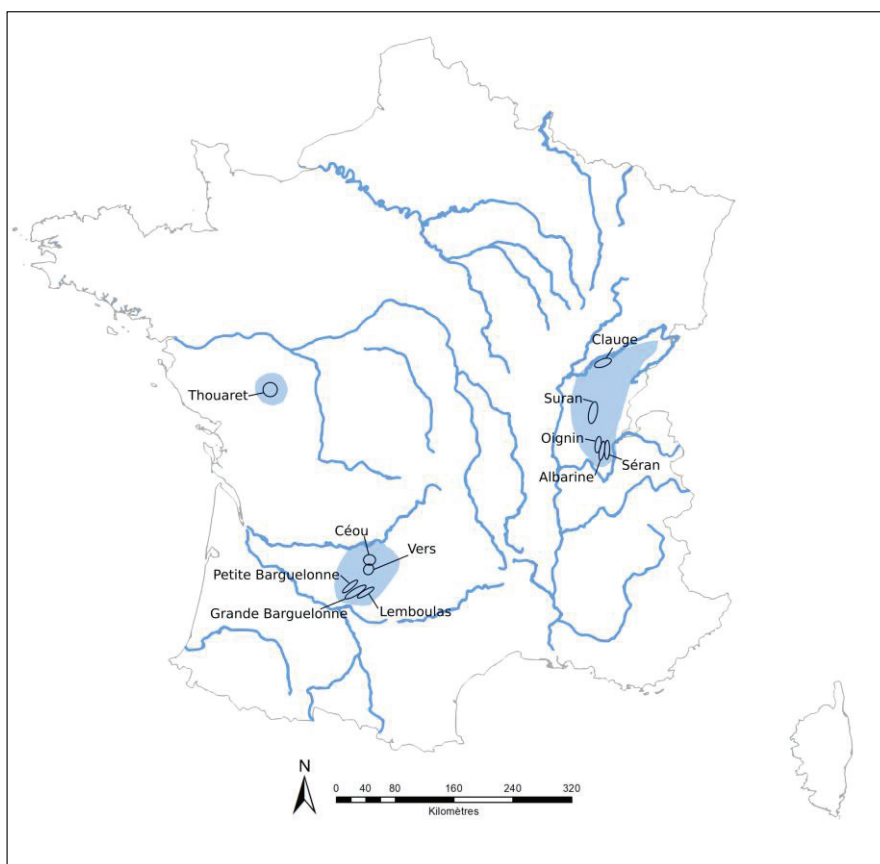 Clauge
Thouaret
Suran
Oignin
Séran
Albarine
Céou
Vers
Petite Barguelonne
Grande Barguelonne
Lemboulas
N
0 40 80 160 240 320
Kilomètres